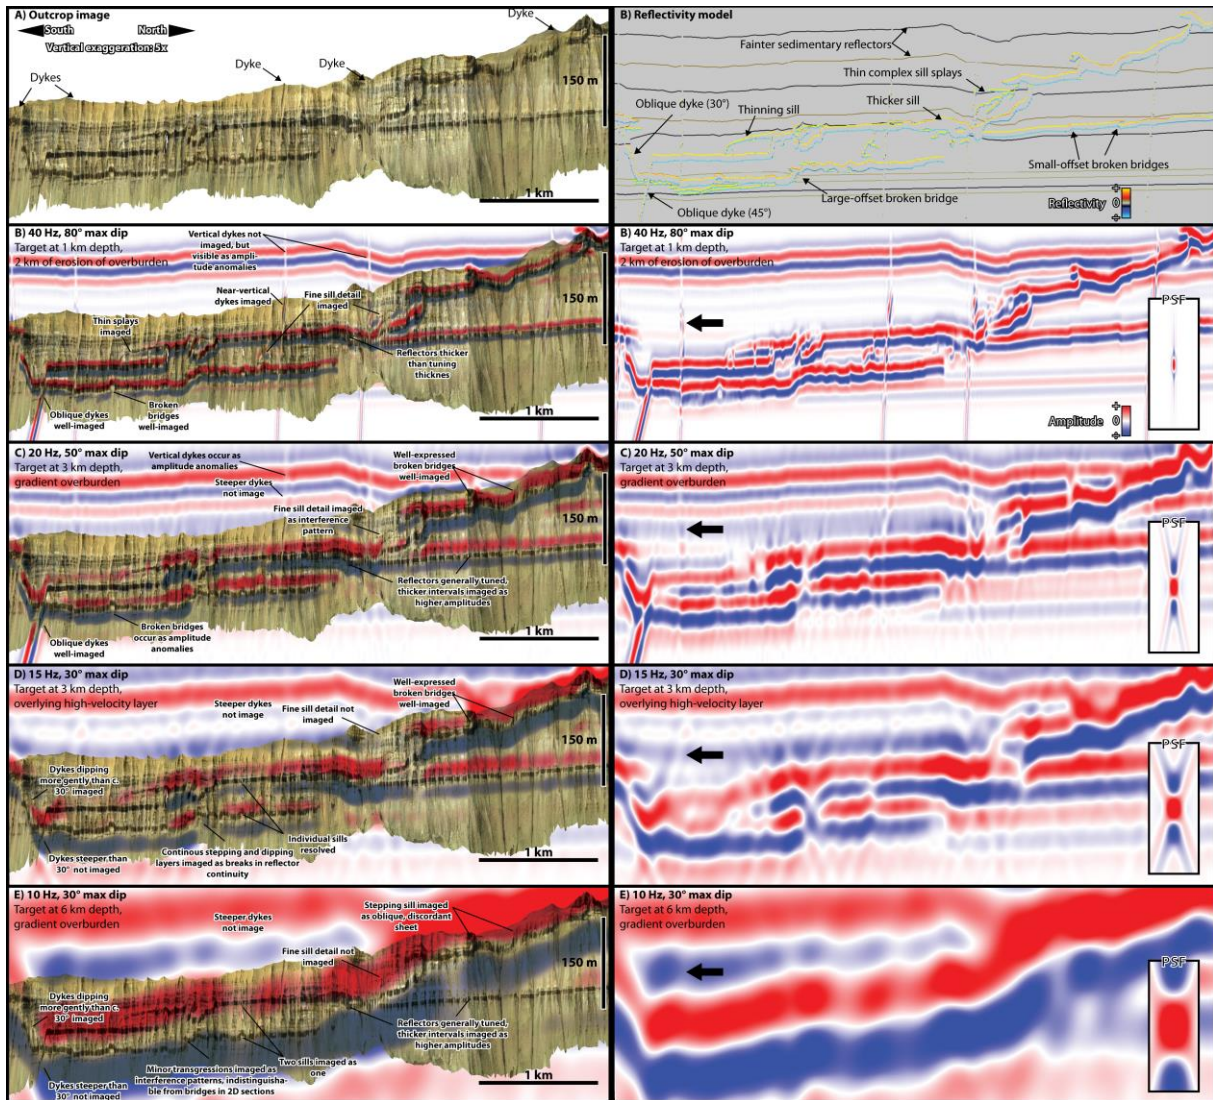 A) Outcrop image
South
North
Vertical exaggeration: 5x
Dykes
Dyke
Dyke
Dyke
150 m
1 km
B) Reflectivity model
Fainter sedimentary reflectors
Thin complex sill splays
Oblique dyke (30°)
Thinning sill
Thicker sill
Small-offset broken bridges
Large-offset broken bridge
Oblique dyke (45°)
Reflectivity
+
0
+
B) 40 Hz, 80° max dip
Target at 1 km depth,
2 km of erosion of overburden
Vertical dykes not
imaged, but
visible as ampli-
tude anomalies
Near-vertical
dykes imaged
Fine sill detail
imaged
Thin splays
imaged
150 m
Reflectors thicker
than tuning
thicknes
Oblique dykes
well-imaged
Broken
bridges
well-imaged
1 km
B) 40 Hz, 80° max dip
Target at 1 km depth,
2 km of erosion of overburden
PSF
Amplitude
+
0
+
C) 20 Hz, 50° max dip
Target at 3 km depth,
gradient overburden
Vertical dykes occur as
amplitude anomalies
Steeper dykes
not image
Well-expressed
broken bridges
well-imaged
Fine sill detail imaged
as interference
pattern
150 m
Reflectors generally tuned,
thicker intervals imaged as
higher amplitudes
Oblique dykes
well-imaged
Broken bridges
occur as amplitude
anomalies
1 km
C) 20 Hz, 50° max dip
Target at 3 km depth,
gradient overburden
PSF
D) 15 Hz, 30° max dip
Target at 3 km depth,
overlying high-velocity layer
Steeper dykes
not image
Well-expressed
broken bridges
well-imaged
Fine sill detail not
imaged
150 m
Dykes dipping
more gently than c.
30° imaged
Dykes steeper than
30° not imaged
Continous stepping and dipping
layers imaged as breaks in reflector
continuity
Individual sills
resolved
1 km
D) 15 Hz, 30° max dip
Target at 3 km depth,
overlying high-velocity layer
PSF
E) 10 Hz, 30° max dip
Target at 6 km depth,
gradient overburden
Steeper dykes
not image
Stepping sill imaged
as oblique, discordant
sheet
Fine sill detail not
imaged
150 m
Dykes dipping
more gently than c.
30° imaged
Reflectors generally tuned,
thicker intervals imaged as
higher amplitudes
Two sills imaged as
one
Minor transgressions imaged as
interference patterns, indistinguisha-
ble from bridges in 2D sections
Dykes steeper than
30° not imaged
1 km
E) 10 Hz, 30° max dip
Target at 6 km depth,
gradient overburden
PSF